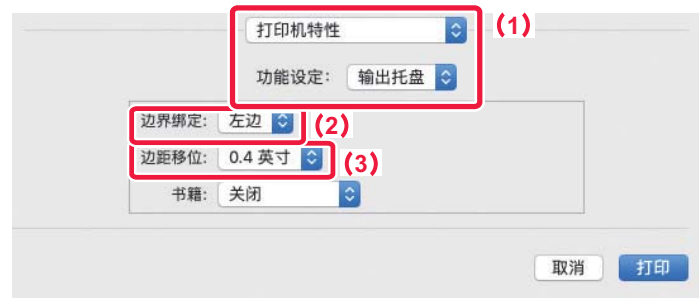 打印机特性 (1)
功能设定: 输出托盘
边界绑定: 左边 (2)
边距移位: 0.4 英寸 (3)
书籍: 关闭
取消 打印